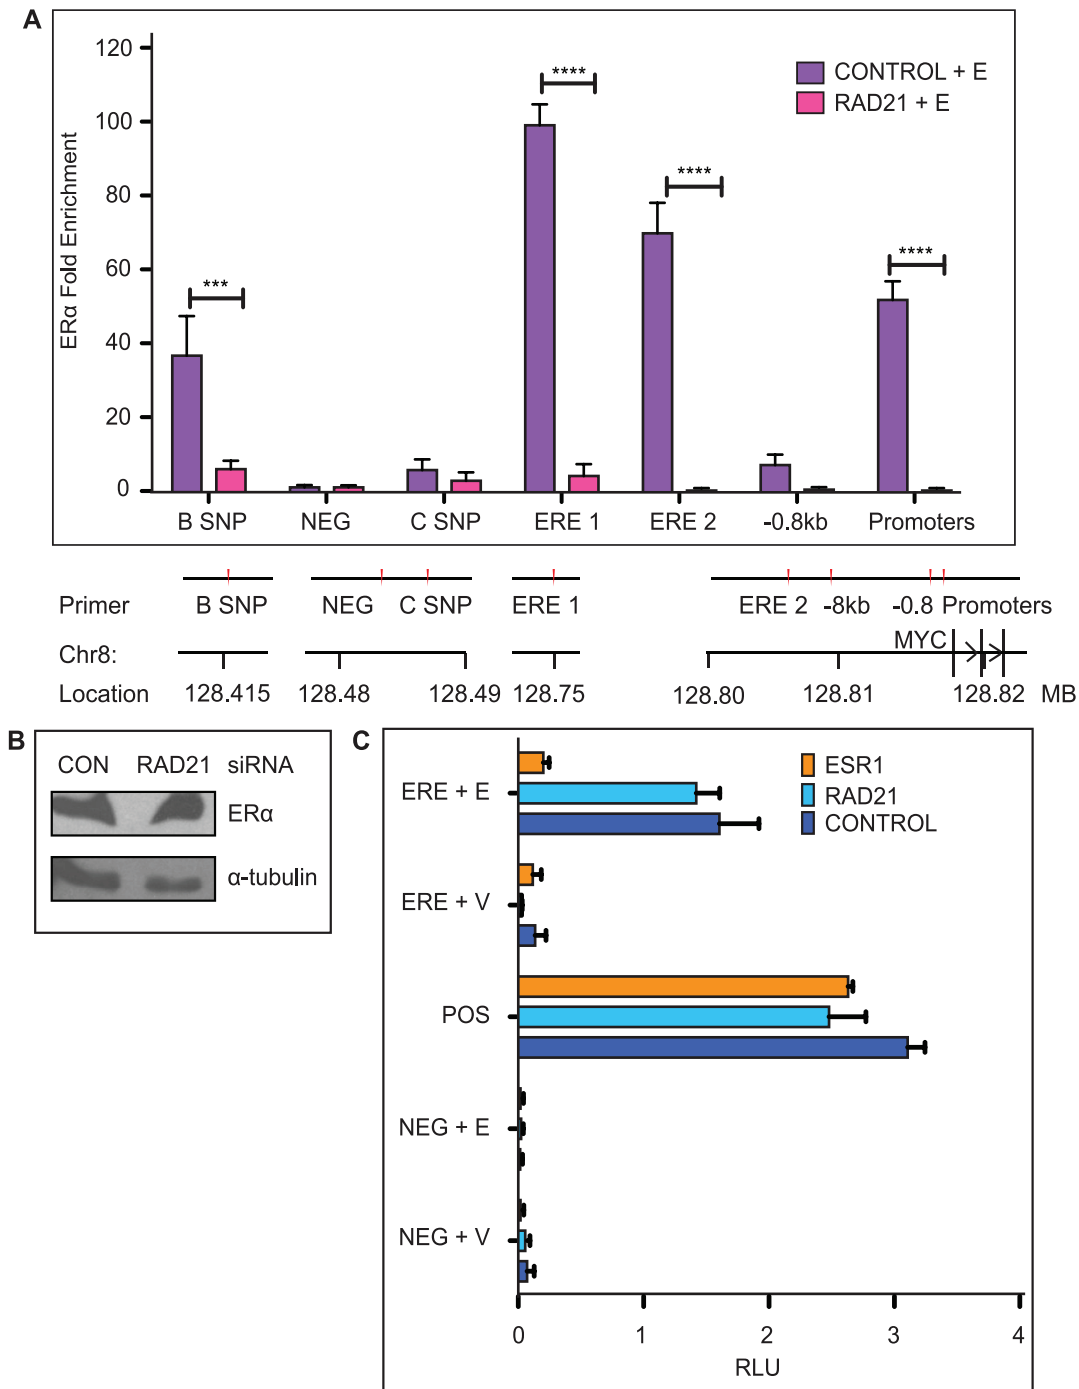 A
120
100
80
60
40
20
0
ERα Fold Enrichment
CONTROL + E
RAD21 + E
***
****
****
****
B SNP NEG C SNP ERE 1 ERE 2 -0.8kb Promoters
Primer B SNP NEG C SNP ERE 1 ERE 2 -8kb -0.8 Promoters
Chr8: MYC
Location 128.415 128.48 128.49 128.75 128.80 128.81 128.82 MB
B
CON RAD21 siRNA
ERα
α-tubulin
C
ESR1
RAD21
CONTROL
ERE + E
ERE + V
POS
NEG + E
NEG + V
0 1 2 3 4
RLU